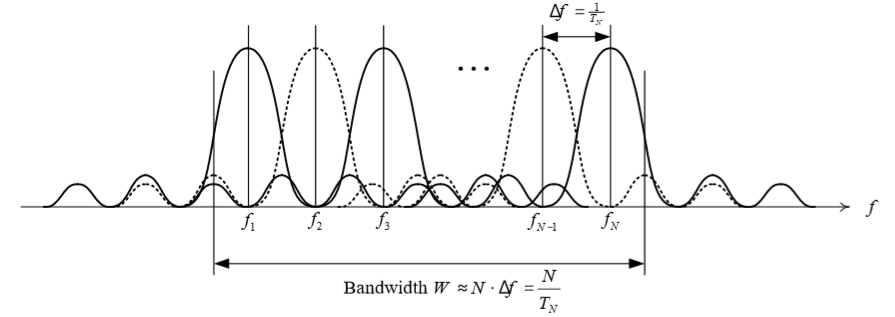 Δf = 1/T_N
...
f_1 f_2 f_3 f_{N-1} f_N f
Bandwidth W ≈ N · Δf = N/T_N